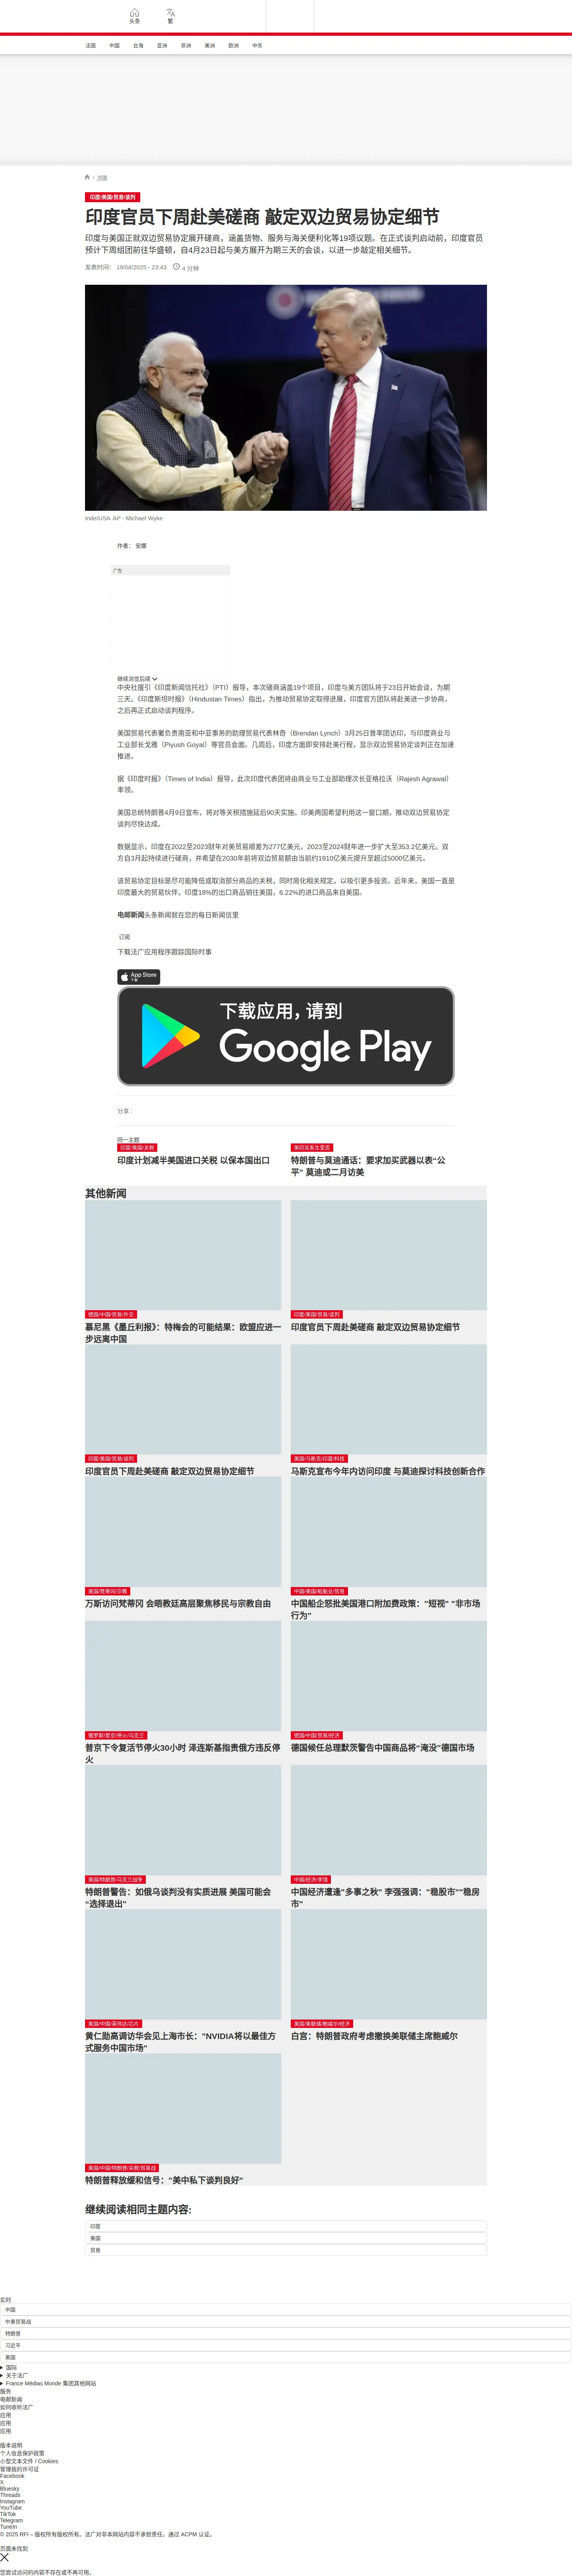 头条
繁
法国 中国 台海 亚洲 非洲 美洲 欧洲 中东
/ 中国
印度/美国/贸易/谈判
印度官员下周赴美磋商 敲定双边贸易协定细节
印度与美国正就双边贸易协定展开磋商，涵盖货物、服务与海关便利化等19项议题。在正式谈判启动前，印度官员
预计下周组团前往华盛顿，自4月23日起与美方展开为期三天的会谈，以进一步敲定相关细节。
发表时间： 19/04/2025 - 23:43 4 分钟
Inde/USA AP - Michael Wyke
作者： 安娜
广告
继续浏览后续
中央社援引《印度新闻信托社》（PTI）报导，本次磋商涵盖19个项目，印度与美方团队将于23日开始会谈，为期
三天。《印度斯坦时报》（Hindustan Times）指出，为推动贸易协定取得进展，印度官方团队将赴美进一步协商，
之后再正式启动谈判程序。
美国贸易代表署负责南亚和中亚事务的助理贸易代表林奇（Brendan Lynch）3月25日曾率团访印，与印度商业与
工业部长戈雅（Piyush Goyal）等官员会面。几周后，印度方面即安排赴美行程，显示双边贸易协定谈判正在加速
推进。
据《印度时报》（Times of India）报导，此次印度代表团将由商业与工业部助理次长亚格拉沃（Rajesh Agrawal）
率领。
美国总统特朗普4月9日宣布，将对等关税措施延后90天实施。印美两国希望利用这一窗口期，推动双边贸易协定
谈判尽快达成。
数据显示，印度在2022至2023财年对美贸易顺差为277亿美元，2023至2024财年进一步扩大至353.2亿美元。双
方自3月起持续进行磋商，并希望在2030年前将双边贸易额由当前约1910亿美元提升至超过5000亿美元。
该贸易协定目标是尽可能降低或取消部分商品的关税，同时简化相关规定，以吸引更多投资。近年来，美国一直是
印度最大的贸易伙伴，印度18%的出口商品销往美国，6.22%的进口商品来自美国。
电邮新闻头条新闻就在您的每日新闻信里
订阅
下载法广应用程序跟踪国际时事
App Store
下载
下载应用，请到
Google Play
分享 :
同一主题
印度/美国/关税
印度计划减半美国进口关税 以保本国出口
美印关系生变否
特朗普与莫迪通话：要求加买武器以表“公
平” 莫迪或二月访美
其他新闻
德国/中国/贸易/外交
慕尼黑《墨丘利报》：特梅会的可能结果：欧盟应进一
步远离中国
印度/美国/贸易/谈判
印度官员下周赴美磋商 敲定双边贸易协定细节
印度/美国/贸易/谈判
印度官员下周赴美磋商 敲定双边贸易协定细节
美国/马斯克/印度/科技
马斯克宣布今年内访问印度 与莫迪探讨科技创新合作
美国/梵蒂冈/宗教
万斯访问梵蒂冈 会晤教廷高层聚焦移民与宗教自由
中国/美国/船舶业/贸易
中国船企怒批美国港口附加费政策："短视" "非市场
行为"
俄罗斯/普京/停火/乌克兰
普京下令复活节停火30小时 泽连斯基指责俄方违反停
火
德国/中国/贸易/经济
德国候任总理默茨警告中国商品将“淹没”德国市场
美国/特朗普/乌克兰战争
特朗普警告：如俄乌谈判没有实质进展 美国可能会
“选择退出”
中国/经济/李强
中国经济遭逢"多事之秋" 李强强调："稳股市""稳房
市"
美国/中国/英伟达/芯片
黄仁勋高调访华会见上海市长："NVIDIA将以最佳方
式服务中国市场"
美国/美联储/鲍威尔/经济
白宫：特朗普政府考虑撤换美联储主席鲍威尔
美国/中国/特朗普/关税/贸易战
特朗普释放缓和信号："美中私下谈判良好"
继续阅读相同主题内容:
印度
美国
贸易
实时
中国
中美贸易战
特朗普
习近平
美国
国际
关于法广
France Médias Monde 集团其他网站
服务
电邮新闻
如何收听法广
应用
应用
应用
版本说明
个人信息保护政策
小型文本文件 / Cookies
管理我的许可证
Facebook
X
Bluesky
Threads
Instagram
YouTube
TikTok
Telegram
TuneIn
© 2025 RFI – 版权所有版权所有。法广对非本网站内容不承担责任。通过 ACPM 认证。
页面未找到
您尝试访问的内容不存在或不再可用。